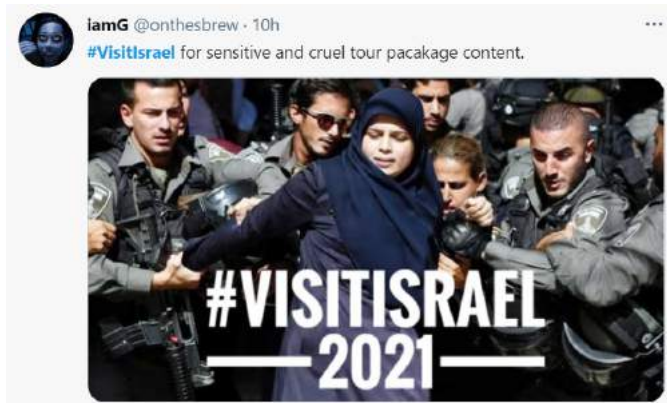 iamG @onthesbrew · 10h
#VisitIsrael for sensitive and cruel tour pacakage content.
#VISITISRAEL
2021